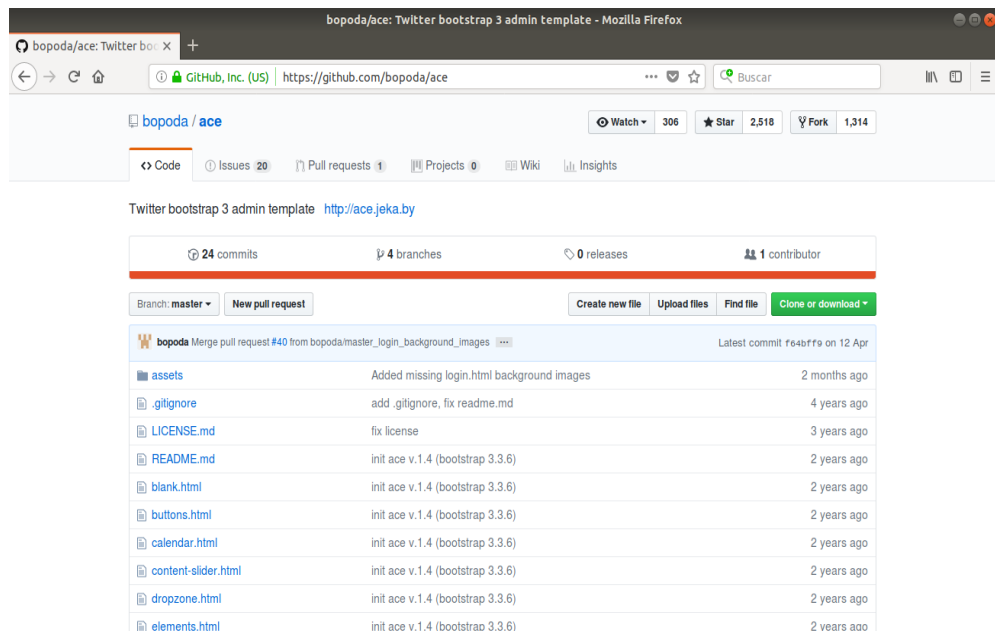 bopoda/ace: Twitter bootstrap 3 admin template - Mozilla Firefox
bopoda/ace: Twitter boo
GitHub, Inc. (US) https://github.com/bopoda/ace Buscar
bopoda / ace Watch 306 Star 2,518 Fork 1,314
Code Issues 20 Pull requests 1 Projects 0 Wiki Insights
Twitter bootstrap 3 admin template http://ace.jeka.by
24 commits 4 branches 0 releases 1 contributor
Branch: master New pull request Create new file Upload files Find file Clone or download
bopoda Merge pull request #40 from bopoda/master_login_background_images … Latest commit f64bff9 on 12 Apr
assets Added missing login.html background images 2 months ago
.gitignore add .gitignore, fix readme.md 4 years ago
LICENSE.md fix license 3 years ago
README.md init ace v.1.4 (bootstrap 3.3.6) 2 years ago
blank.html init ace v.1.4 (bootstrap 3.3.6) 2 years ago
buttons.html init ace v.1.4 (bootstrap 3.3.6) 2 years ago
calendar.html init ace v.1.4 (bootstrap 3.3.6) 2 years ago
content-slider.html init ace v.1.4 (bootstrap 3.3.6) 2 years ago
dropzone.html init ace v.1.4 (bootstrap 3.3.6) 2 years ago
elements.html init ace v.1.4 (bootstrap 3.3.6) 2 years ago